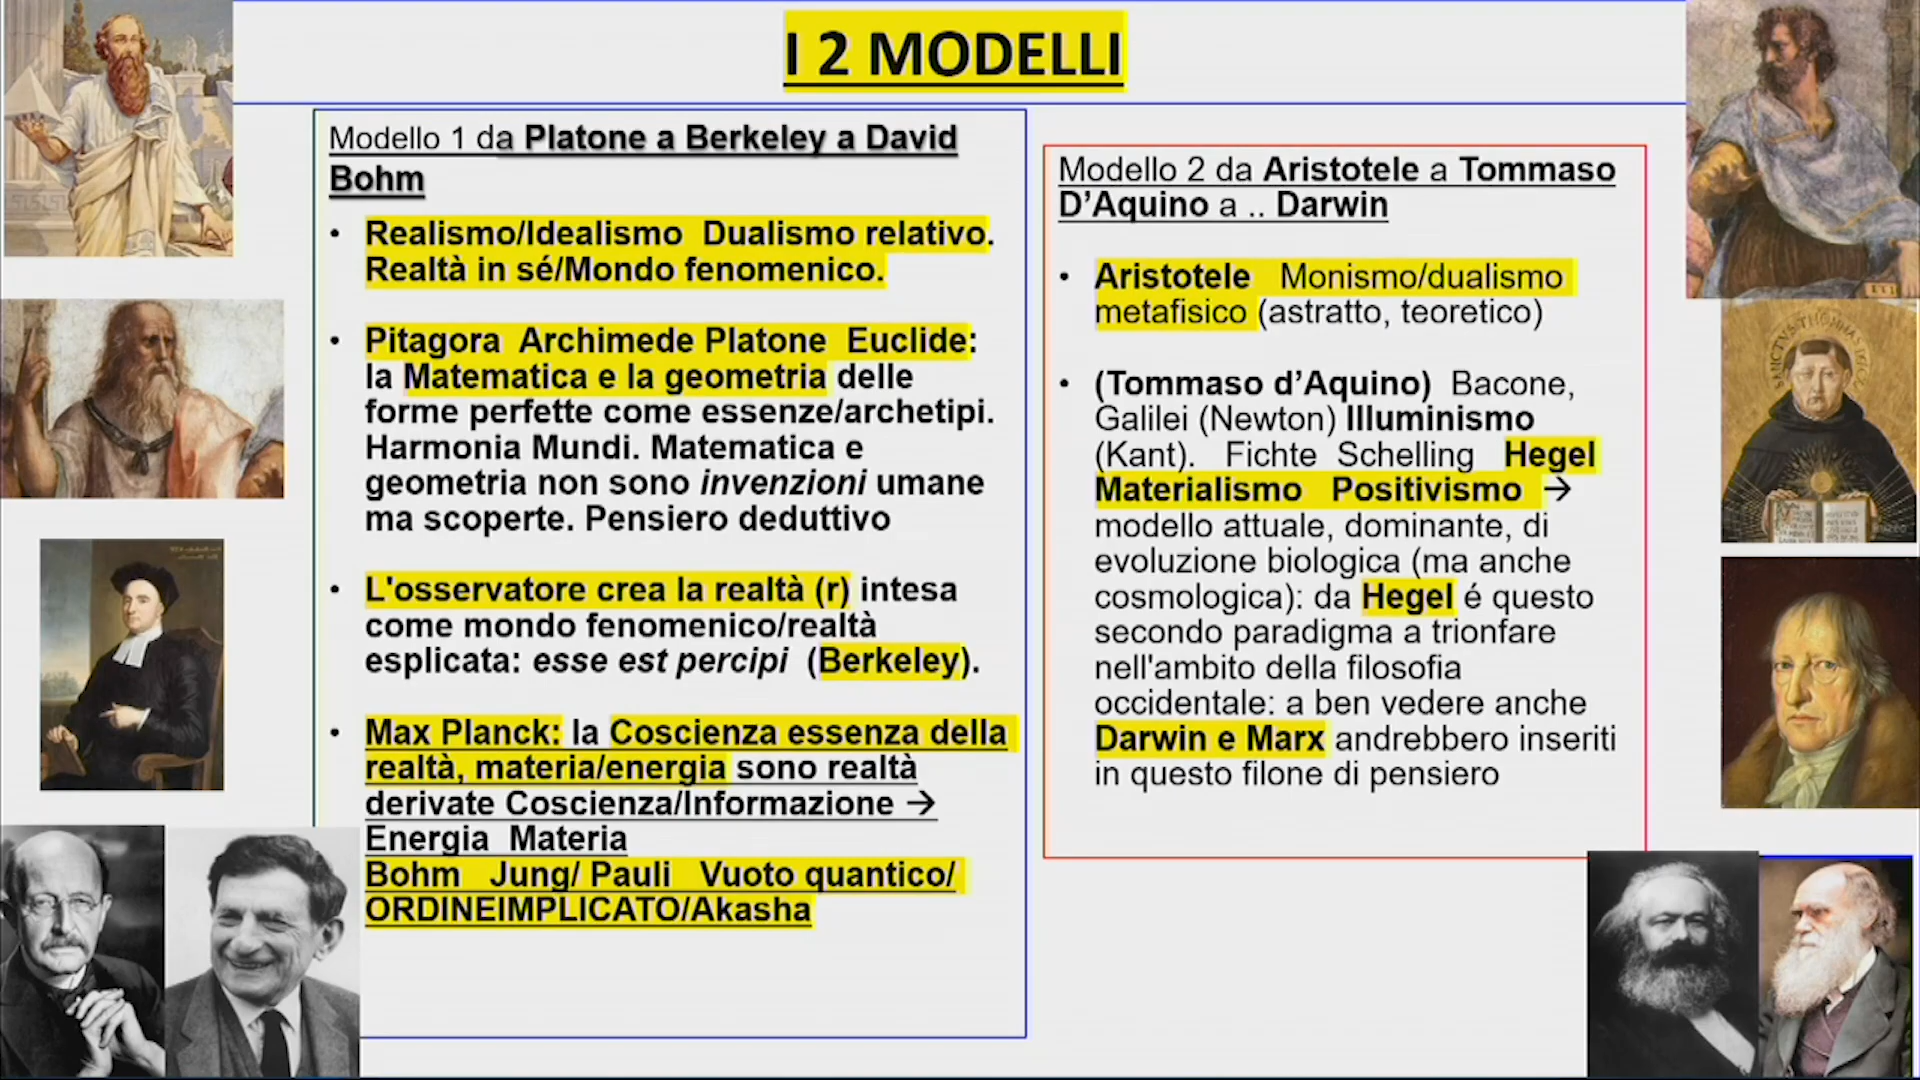 I 2 MODELLI
Modello 1 da Platone a Berkeley a David
Bohm
• Realismo/Idealismo Dualismo relativo.
Realtà in sé/Mondo fenomenico.
• Pitagora Archimede Platone Euclide:
la Matematica e la geometria delle
forme perfette come essenze/archetipi.
Harmonia Mundi. Matematica e
geometria non sono invenzioni umane
ma scoperte. Pensiero deduttivo
• L'osservatore crea la realtà (r) intesa
come mondo fenomenico/realtà
esplicata: esse est percipi (Berkeley).
• Max Planck: la Coscienza essenza della
realtà, materia/energia sono realtà
derivate Coscienza/Informazione →
Energia Materia
Bohm Jung/ Pauli Vuoto quantico/
ORDINEIMPLICATO/Akasha
Modello 2 da Aristotele a Tommaso
D’Aquino a .. Darwin
• Aristotele Monismo/dualismo
metafisico (astratto, teoretico)
• (Tommaso d’Aquino) Bacone,
Galilei (Newton) Illuminismo
(Kant). Fichte Schelling Hegel
Materialismo Positivismo →
modello attuale, dominante, di
evoluzione biologica (ma anche
cosmologica): da Hegel é questo
secondo paradigma a trionfare
nell'ambito della filosofia
occidentale: a ben vedere anche
Darwin e Marx andrebbero inseriti
in questo filone di pensiero